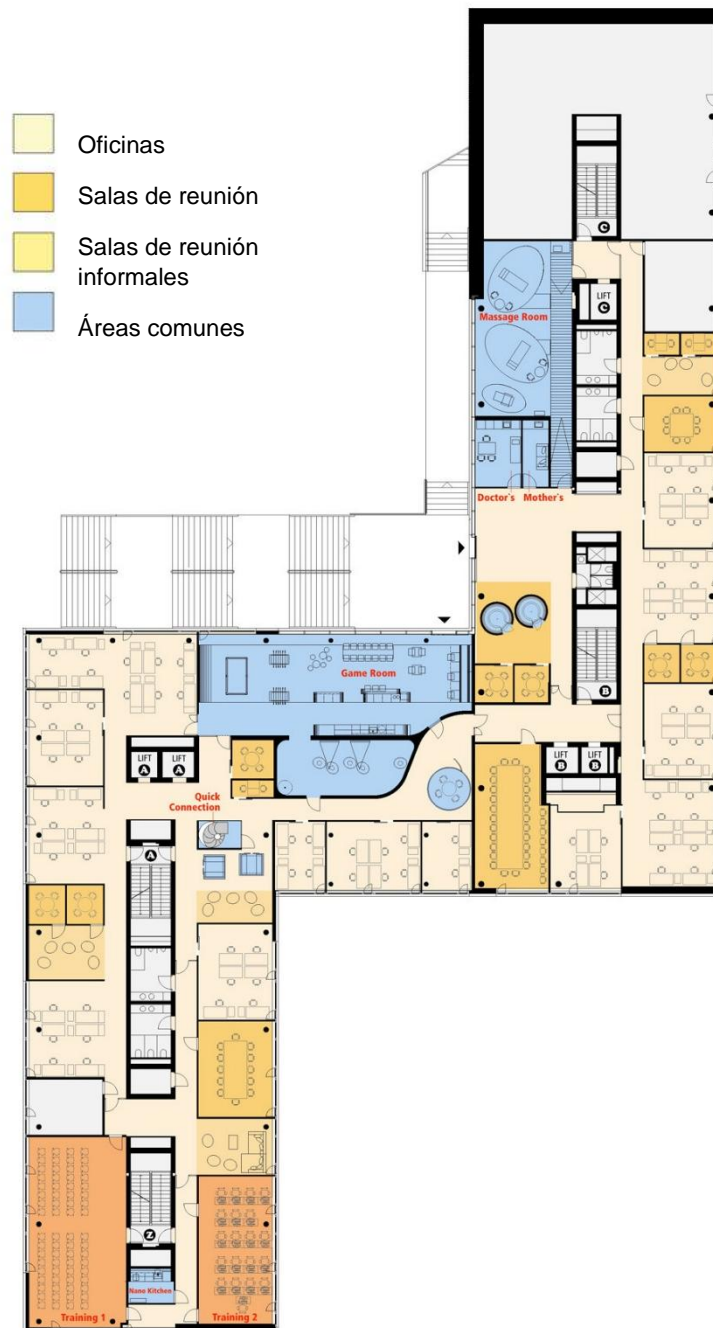 Oficinas
Salas de reunión
Salas de reunión
informales
Áreas comunes
C
LIFT
C
Massage Room
Doctor's Mother's
B
Game Room
LIFT
A
LIFT
A
LIFT
B
LIFT
B
Quick
Connection
A
Z
Nano Kitchen
Training 1
Training 2